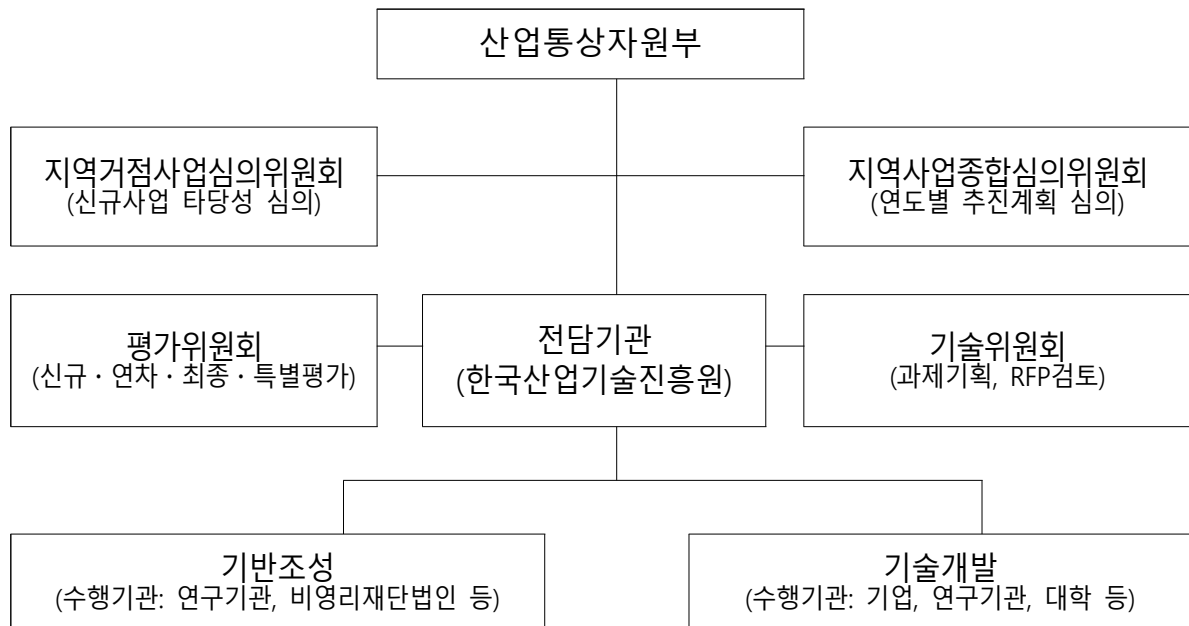 산업통상자원부
지역거점사업심의위원회
(신규사업 타당성 심의)
지역사업종합심의위원회
(연도별 추진계획 심의)
평가위원회
(신규·연차·최종·특별평가)
전담기관
(한국산업기술진흥원)
기술위원회
(과제기획, RFP검토)
기반조성
(수행기관: 연구기관, 비영리재단법인 등)
기술개발
(수행기관: 기업, 연구기관, 대학 등)